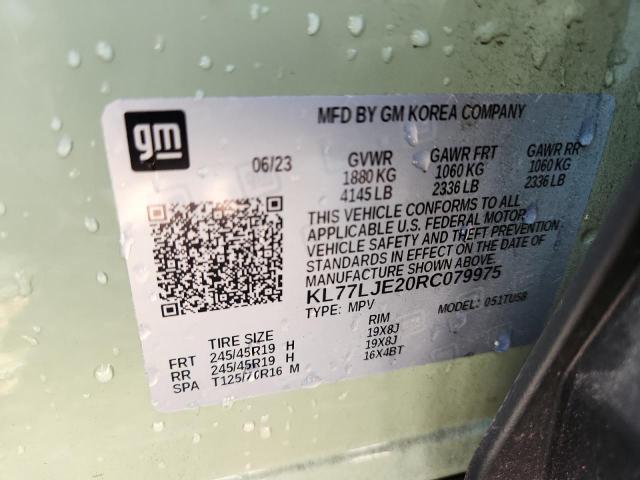 gm
MFD BY GM KOREA COMPANY
06/23 GVWR GAWR FRT GAWR RR
1880 KG 1060 KG 1060 KG
4145 LB 2336 LB 2336 LB
THIS VEHICLE CONFORMS TO ALL
APPLICABLE U.S. FEDERAL MOTOR
VEHICLE SAFETY AND THEFT PREVENTION
STANDARDS IN EFFECT ON THE DATE OF
MANUFACTURE SHOWN ABOVE.
KL77LJE20RC079975
TYPE: MPV MODEL: 051TU58
TIRE SIZE RIM
FRT 245/45R19 H 19X8J
RR 245/45R19 H 19X8J
SPA T125/70R16 M 16X4BT